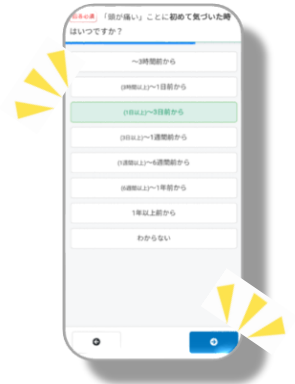 回答必須 「頭が痛い」ことに初めて気づいた時
はいつですか?
〜3時間前から
(3時間以上)〜1日前から
(1日以上)〜3日前から
(3日以上)〜1週間前から
(1週間以上)〜6週間前から
(6週間以上)〜1年前から
1年以上前から
わからない